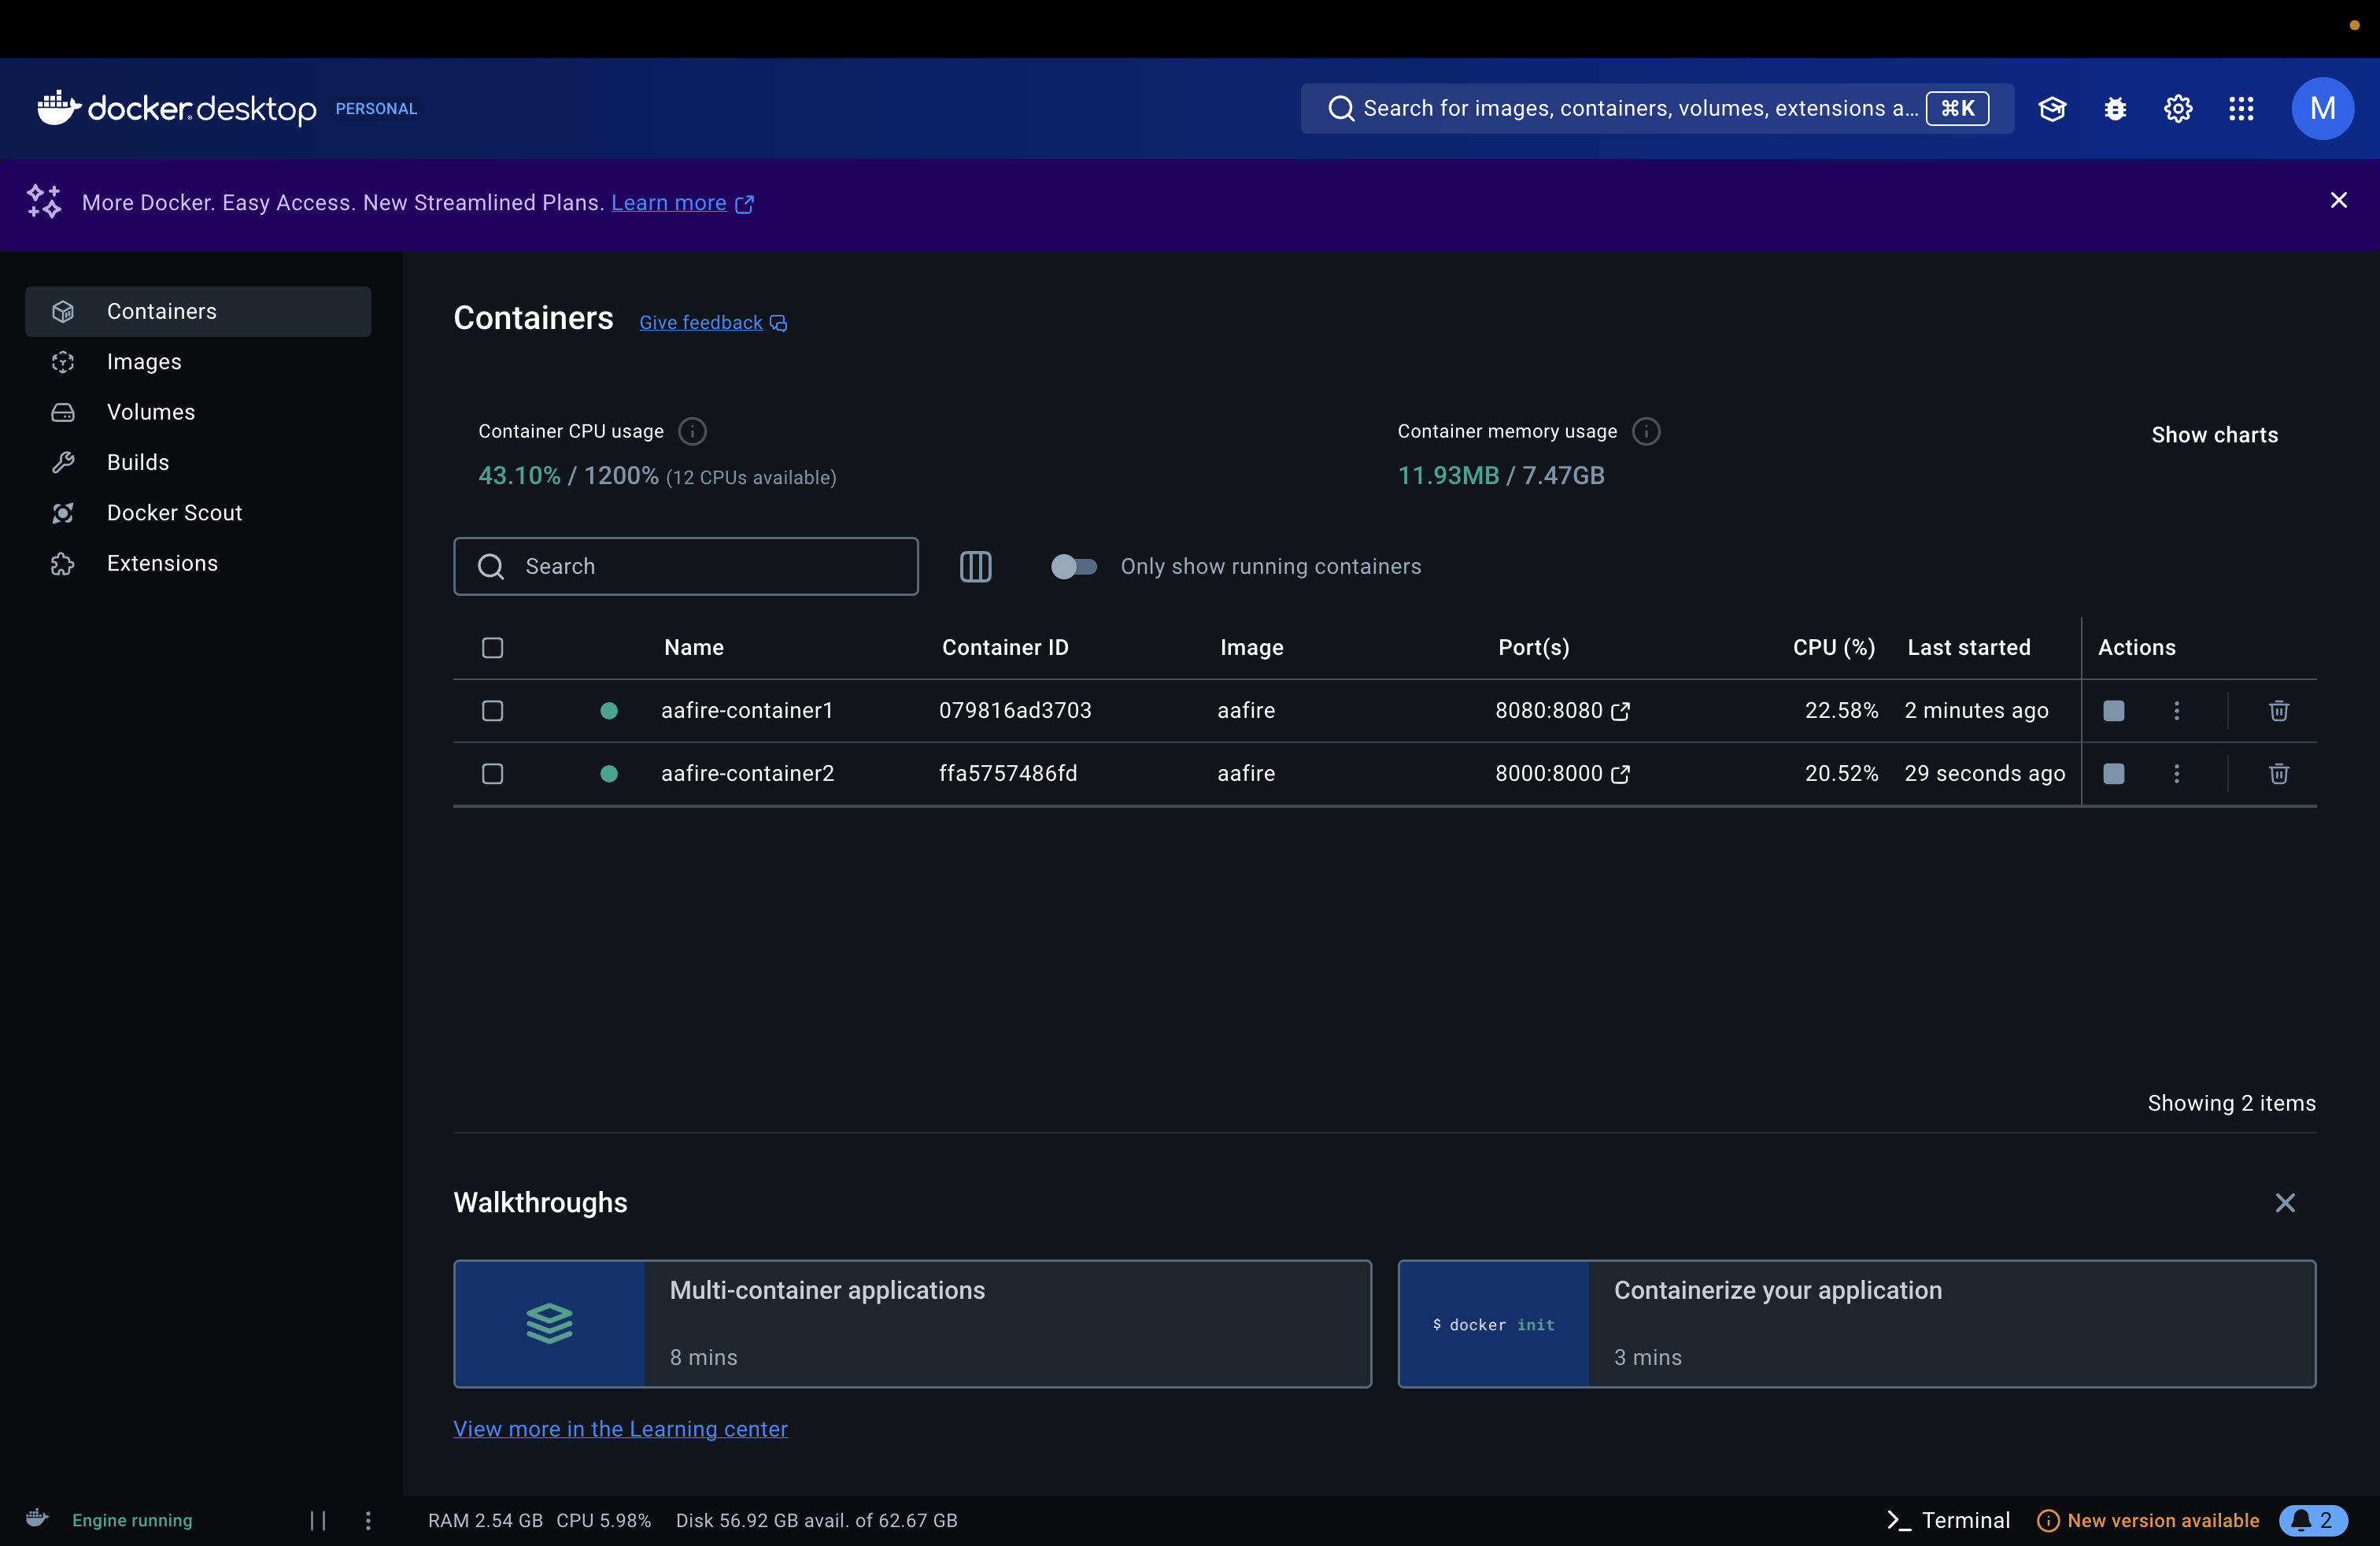 docker desktop PERSONAL
Search for images, containers, volumes, extensions a... ⌘K
M
More Docker. Easy Access. New Streamlined Plans. Learn more
Containers
Images
Volumes
Builds
Docker Scout
Extensions
Containers Give feedback
Container CPU usage
43.10% / 1200% (12 CPUs available)
Container memory usage
11.93MB / 7.47GB
Show charts
Search
Only show running containers
Name Container ID Image Port(s) CPU (%) Last started Actions
aafire-container1 079816ad3703 aafire 8080:8080 22.58% 2 minutes ago
aafire-container2 ffa5757486fd aafire 8000:8000 20.52% 29 seconds ago
Showing 2 items
Walkthroughs
Multi-container applications
8 mins
$ docker init
Containerize your application
3 mins
View more in the Learning center
Engine running
RAM 2.54 GB CPU 5.98% Disk 56.92 GB avail. of 62.67 GB
Terminal
New version available
2